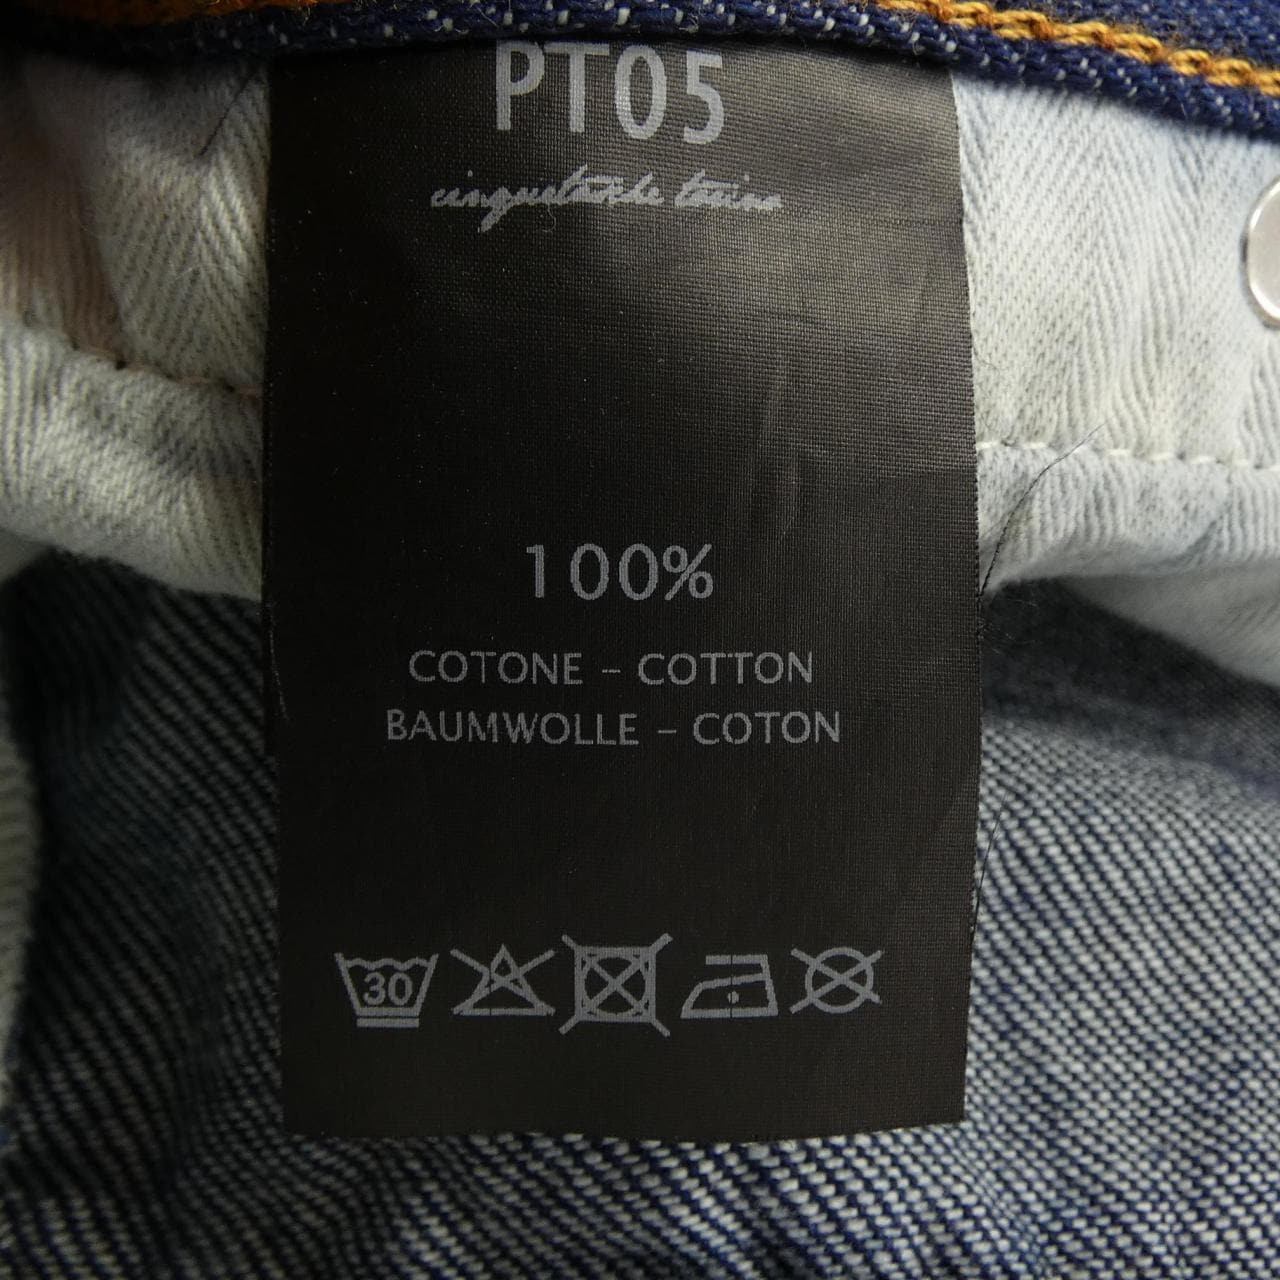 PT05
cinquetasche torino
100%
COTONE - COTTON
BAUMWOLLE - COTON
30